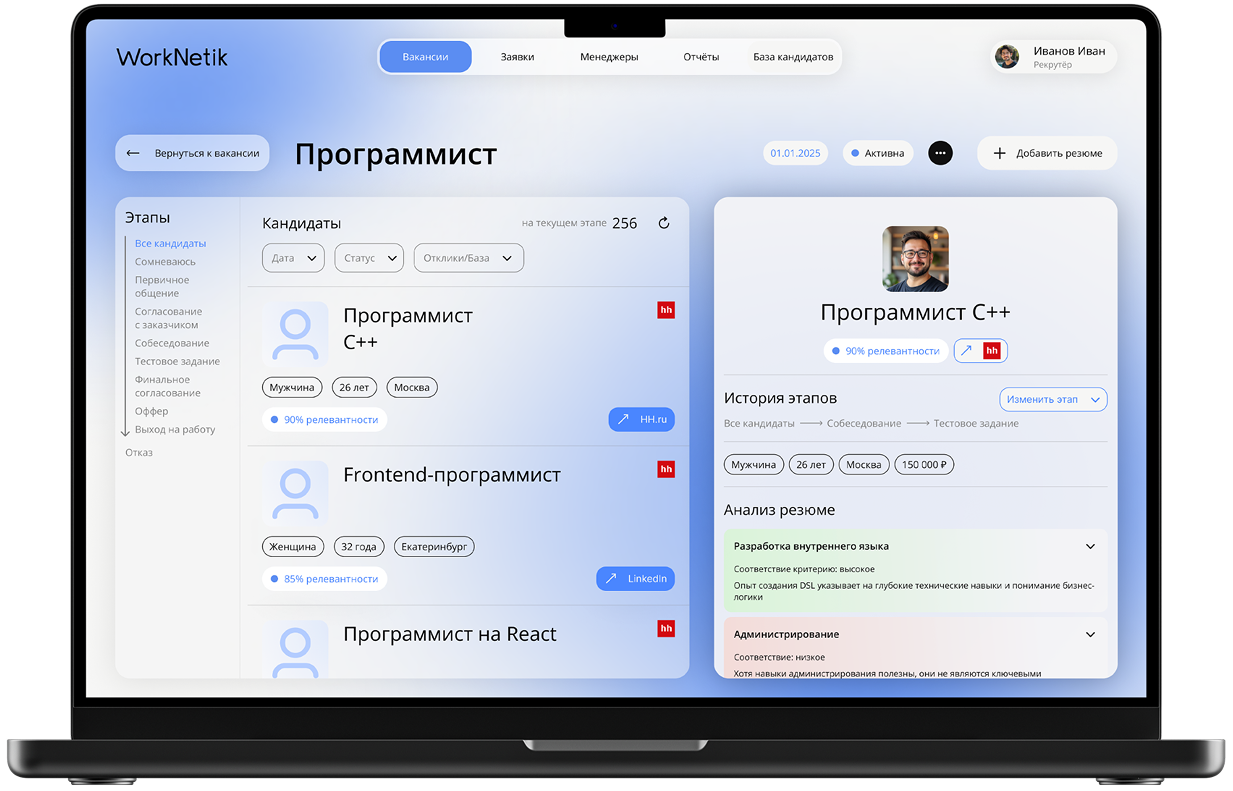 WorkNetik
Вакансии
Заявки
Менеджеры
Отчёты
База кандидатов
Иванов Иван
Рекрутёр
Вернуться к вакансии
Программист
01.01.2025
Активна
Добавить резюме
Этапы
Все кандидаты
Сомневаюсь
Первичное
общение
Согласование
с заказчиком
Собеседование
Тестовое задание
Финальное
согласование
Оффер
Выход на работу
Отказ
Кандидаты
на текущем этапе 256
Дата
Статус
Отклики/База
Программист
C++
hh
Мужчина
26 лет
Москва
90% релевантности
HH.ru
Frontend-программист
hh
Женщина
32 года
Екатеринбург
85% релевантности
LinkedIn
Программист на React
hh
Программист C++
90% релевантности
hh
История этапов
Изменить этап
Все кандидаты
Собеседование
Тестовое задание
Мужчина
26 лет
Москва
150 000 ₽
Анализ резюме
Разработка внутреннего языка
Соответствие критерию: высокое
Опыт создания DSL указывает на глубокие технические навыки и понимание бизнес-
логики
Администрирование
Соответствие: низкое
Хотя навыки администрирования полезны, они не являются ключевыми